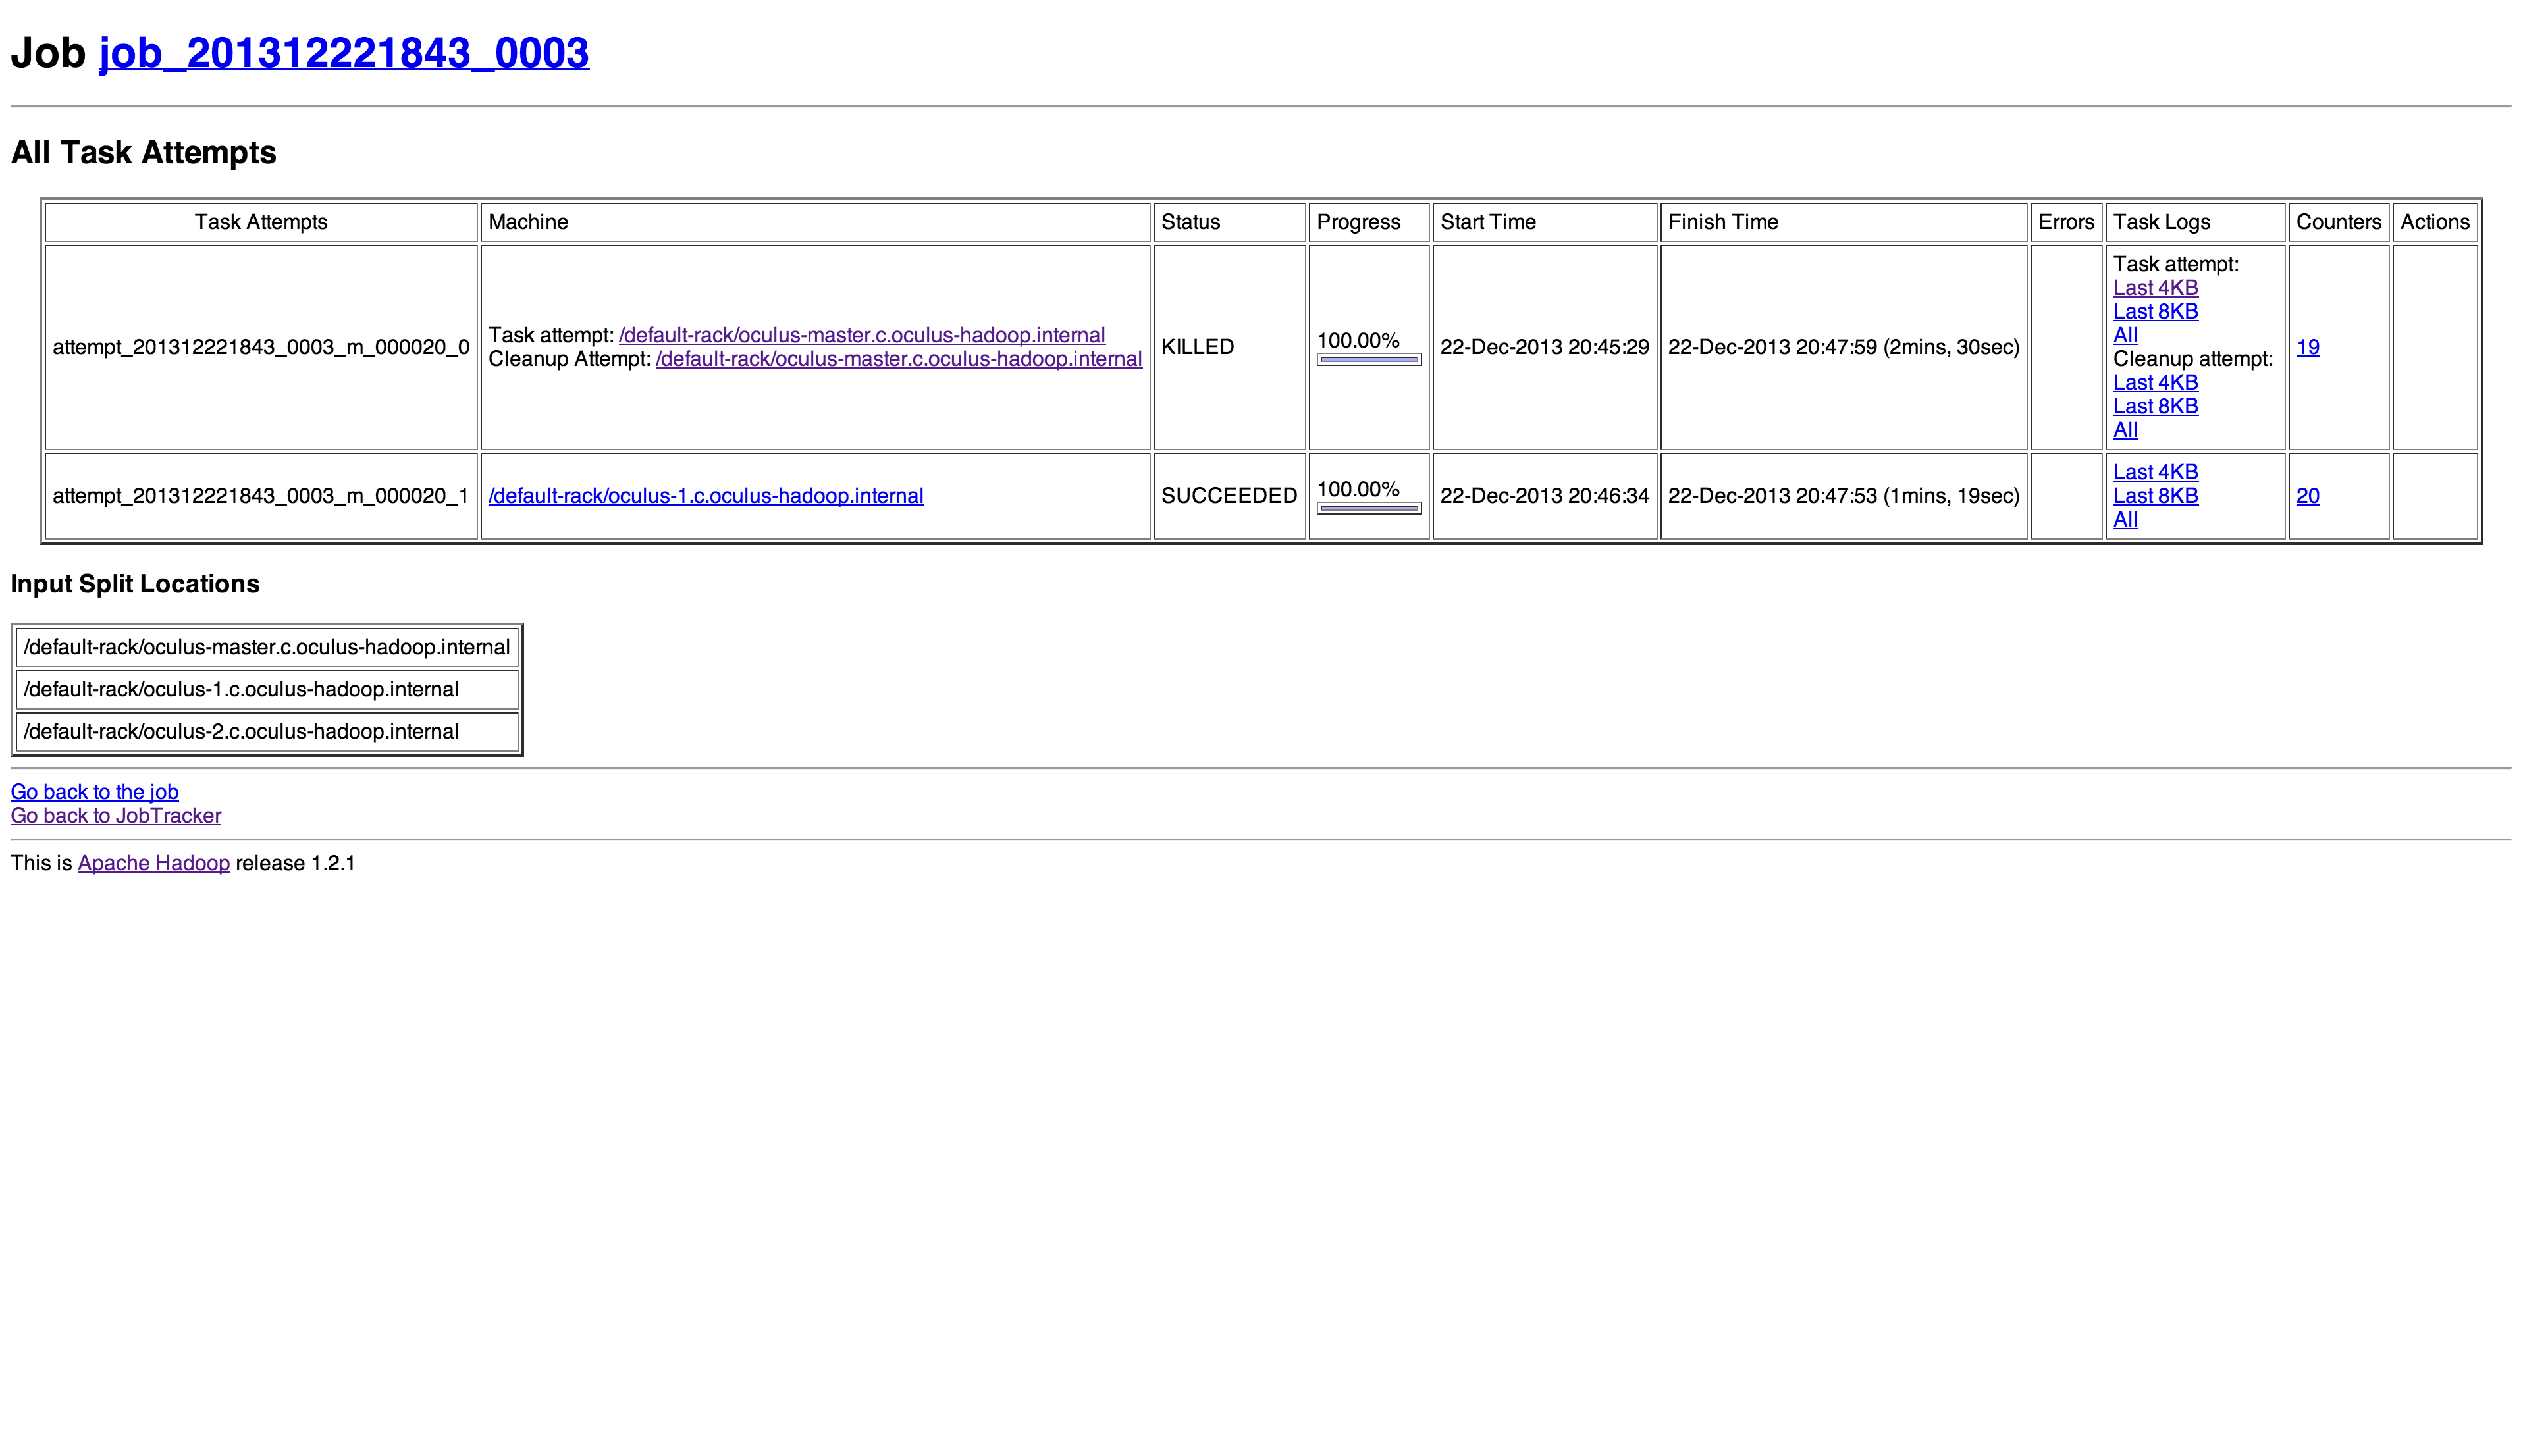 Job job_201312221843_0003
All Task Attempts
Task Attempts Machine Status Progress Start Time Finish Time Errors Task Logs Counters Actions
attempt_201312221843_0003_m_000020_0
Task attempt: /default-rack/oculus-master.c.oculus-hadoop.internal
Cleanup Attempt: /default-rack/oculus-master.c.oculus-hadoop.internal
KILLED
100.00%
22-Dec-2013 20:45:29
22-Dec-2013 20:47:59 (2mins, 30sec)
Task attempt:
Last 4KB
Last 8KB
All
Cleanup attempt:
Last 4KB
Last 8KB
All
19
attempt_201312221843_0003_m_000020_1
/default-rack/oculus-1.c.oculus-hadoop.internal
SUCCEEDED
100.00%
22-Dec-2013 20:46:34
22-Dec-2013 20:47:53 (1mins, 19sec)
Last 4KB
Last 8KB
All
20
Input Split Locations
/default-rack/oculus-master.c.oculus-hadoop.internal
/default-rack/oculus-1.c.oculus-hadoop.internal
/default-rack/oculus-2.c.oculus-hadoop.internal
Go back to the job
Go back to JobTracker
This is Apache Hadoop release 1.2.1